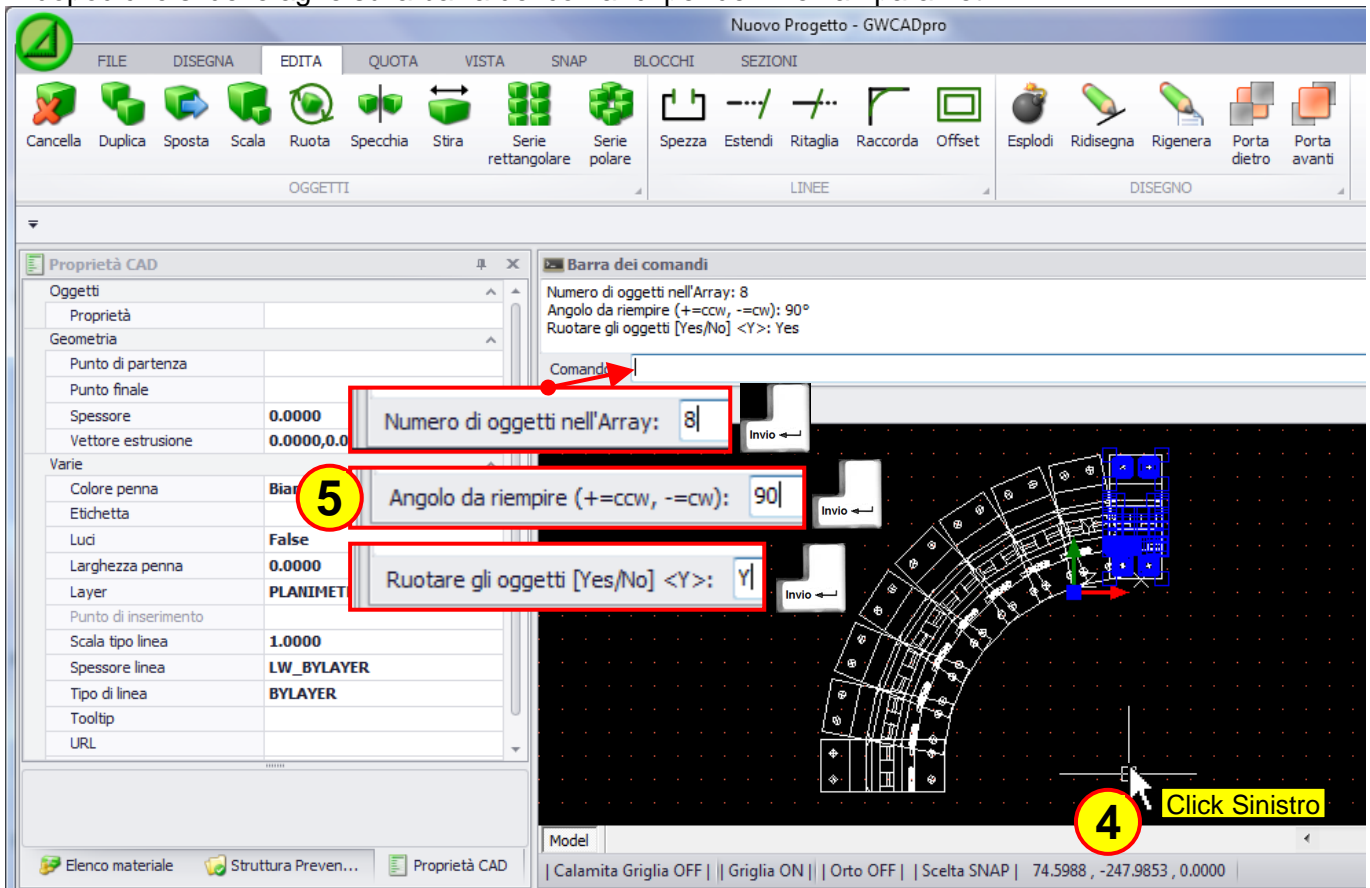 Nuovo Progetto - GWCADpro
FILE DISEGNA EDITA QUOTA VISTA SNAP BLOCCHI SEZIONI
Cancella Duplica Sposta Scala Ruota Specchia Stira Serie rettangolare Serie polare Spezza Estendi Ritaglia Raccorda Offset Esplodi Ridisegna Rigenera Porta dietro Porta avanti
OGGETTI LINEE DISEGNO
Proprietà CAD
Oggetti
Proprietà
Geometria
Punto di partenza
Punto finale
Spessore 0.0000
Vettore estrusione 0.0000,0.0
Varie
Colore penna
Etichetta
Luci False
Larghezza penna 0.0000
Layer
Punto di inserimento
Scala tipo linea 1.0000
Spessore linea LW_BYLAYER
Tipo di linea BYLAYER
Tooltip
URL
Elenco materiale Struttura Preven... Proprietà CAD
Barra dei comandi
Numero di oggetti nell'Array: 8
Angolo da riempire (+=ccw, -=cw): 90°
Ruotare gli oggetti [Yes/No] <Y>: Yes
Numero di oggetti nell'Array: 8
Invio
5
Angolo da riempire (+=ccw, -=cw): 90
Invio
Ruotare gli oggetti [Yes/No] <Y>: Y
Invio
4
Click Sinistro
Model
| Calamita Griglia OFF | | Griglia ON | | Orto OFF | | Scelta SNAP | 74.5988 , -247.9853 , 0.0000